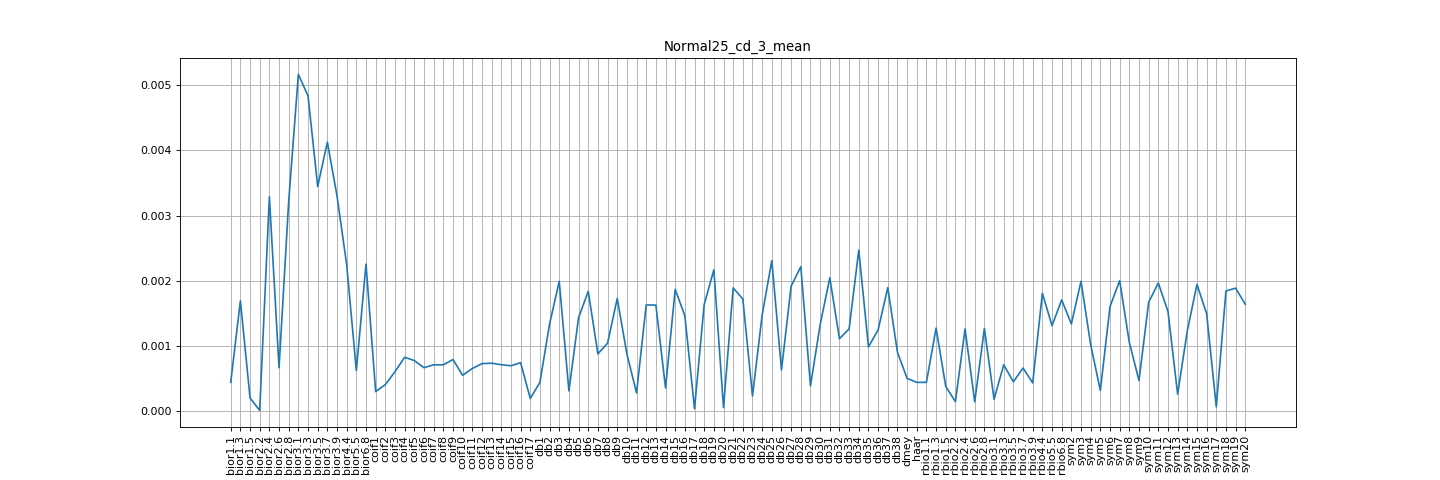 Normal25_cd_3_mean
0.005
0.004
0.003
0.002
0.001
0.000
bior1.1
bior1.3
bior1.5
bior2.2
bior2.4
bior2.6
bior2.8
bior3.1
bior3.3
bior3.5
bior3.7
bior3.9
bior4.4
bior5.5
bior6.8
coif1
coif2
coif3
coif4
coif5
coif6
coif7
coif8
coif9
coif10
coif11
coif12
coif13
coif14
coif15
coif16
coif17
db1
db2
db3
db4
db5
db6
db7
db8
db9
db10
db11
db12
db13
db14
db15
db16
db17
db18
db19
db20
db21
db22
db23
db24
db25
db26
db27
db28
db29
db30
db31
db32
db33
db34
db35
db36
db37
db38
dmey
haar
rbio1.1
rbio1.3
rbio1.5
rbio2.2
rbio2.4
rbio2.6
rbio2.8
rbio3.1
rbio3.3
rbio3.5
rbio3.7
rbio3.9
rbio4.4
rbio5.5
rbio6.8
sym2
sym3
sym4
sym5
sym6
sym7
sym8
sym9
sym10
sym11
sym12
sym13
sym14
sym15
sym16
sym17
sym18
sym19
sym20